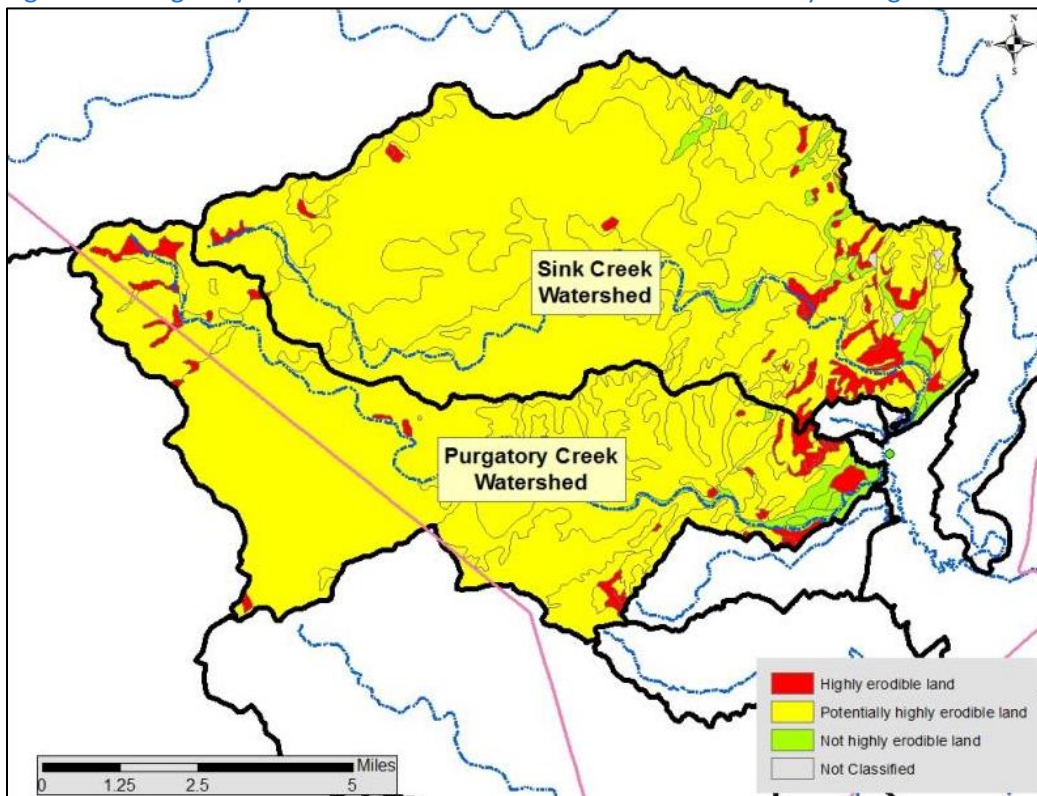 N
W
S
Sink Creek
Watershed
Purgatory Creek
Watershed
Highly erodible land
Potentially highly erodible land
Not highly erodible land
Not Classified
Miles
0 1.25 2.5 5